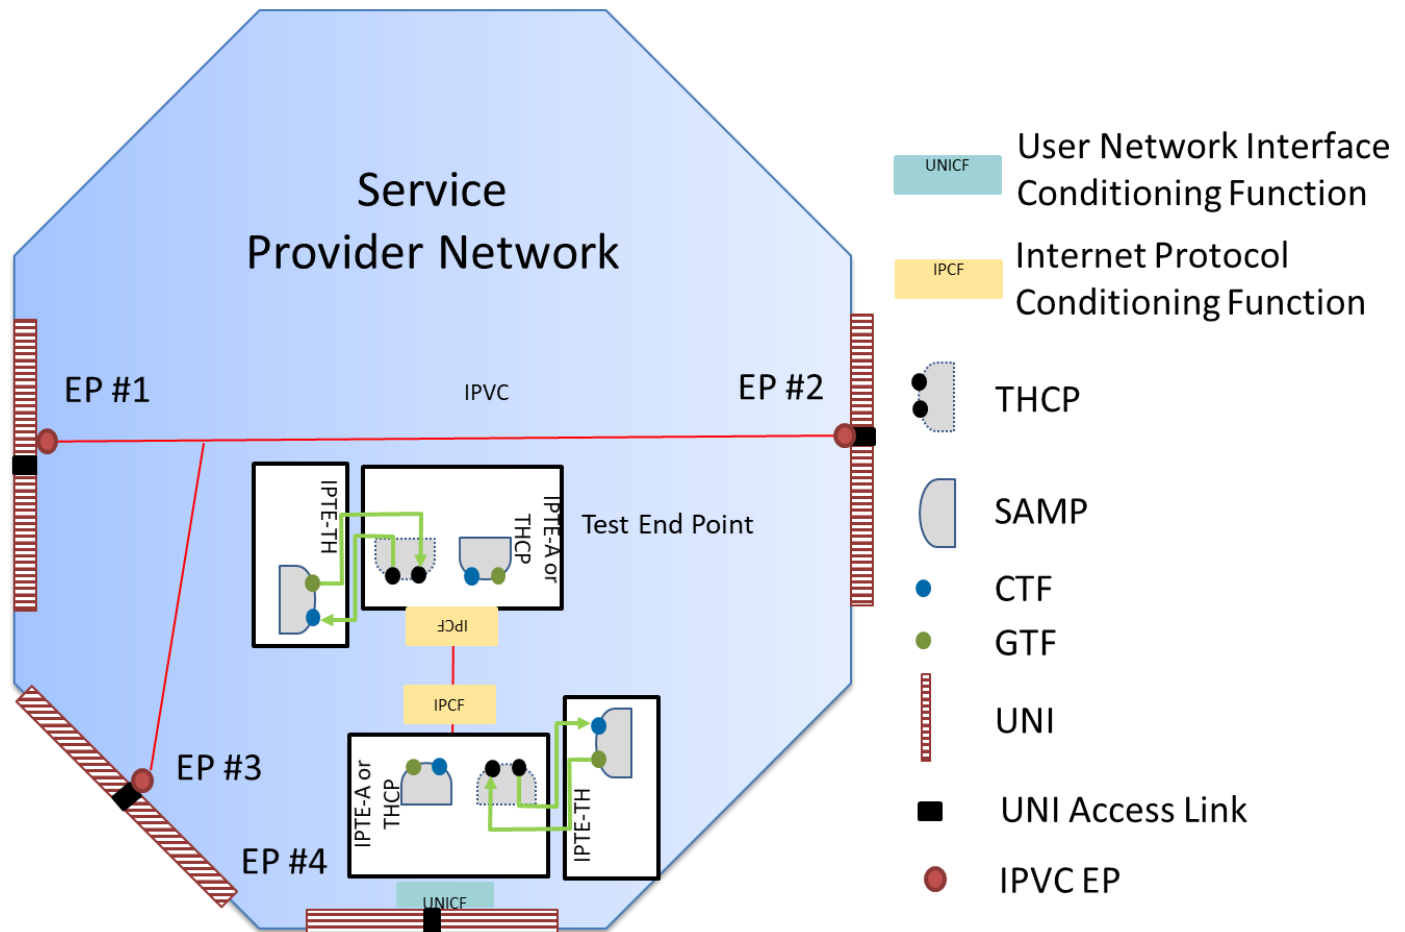 Service
Provider Network
EP #1
IPVC
EP #2
IPTE-TH
IPTE-A or
THCP
Test End Point
IPCF
IPCF
IPTE-A or
THCP
IPTE-TH
EP #3
EP #4
UNICF
UNICF
User Network Interface
Conditioning Function
IPCF
Internet Protocol
Conditioning Function
THCP
SAMP
CTF
GTF
UNI
UNI Access Link
IPVC EP